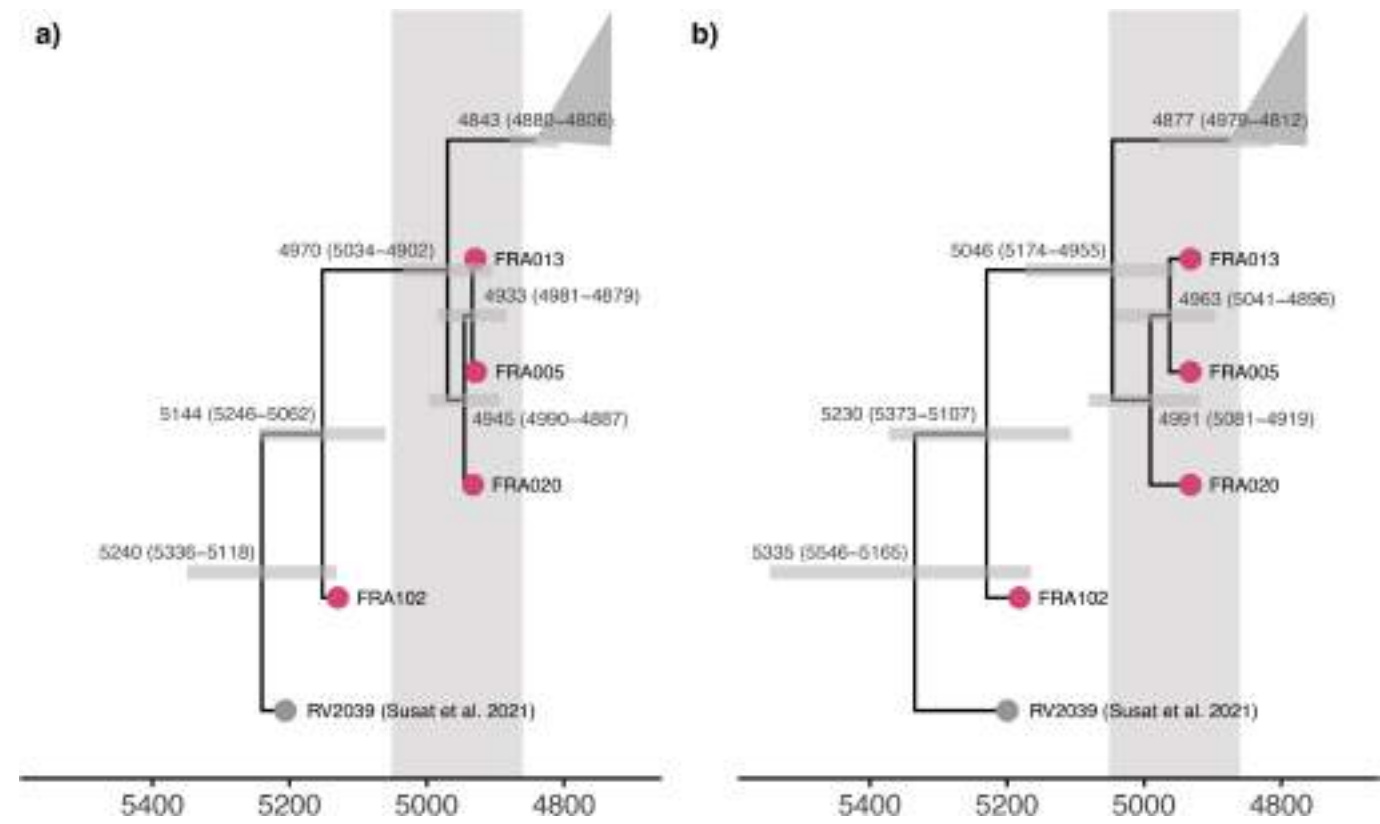 a)
b)
4843 (4880–4806)
4877 (4979–4812)
4970 (5034–4902)
FRA013
5046 (5174–4955)
FRA013
4933 (4981–4879)
4963 (5041–4896)
FRA005
FRA005
5144 (5246–5062)
4945 (4990–4887)
5230 (5373–5107)
4991 (5081–4919)
FRA020
FRA020
5240 (5336–5118)
5335 (5546–5165)
FRA102
FRA102
RV2039 (Susat et al. 2021)
RV2039 (Susat et al. 2021)
5400 5200 5000 4800
5400 5200 5000 4800